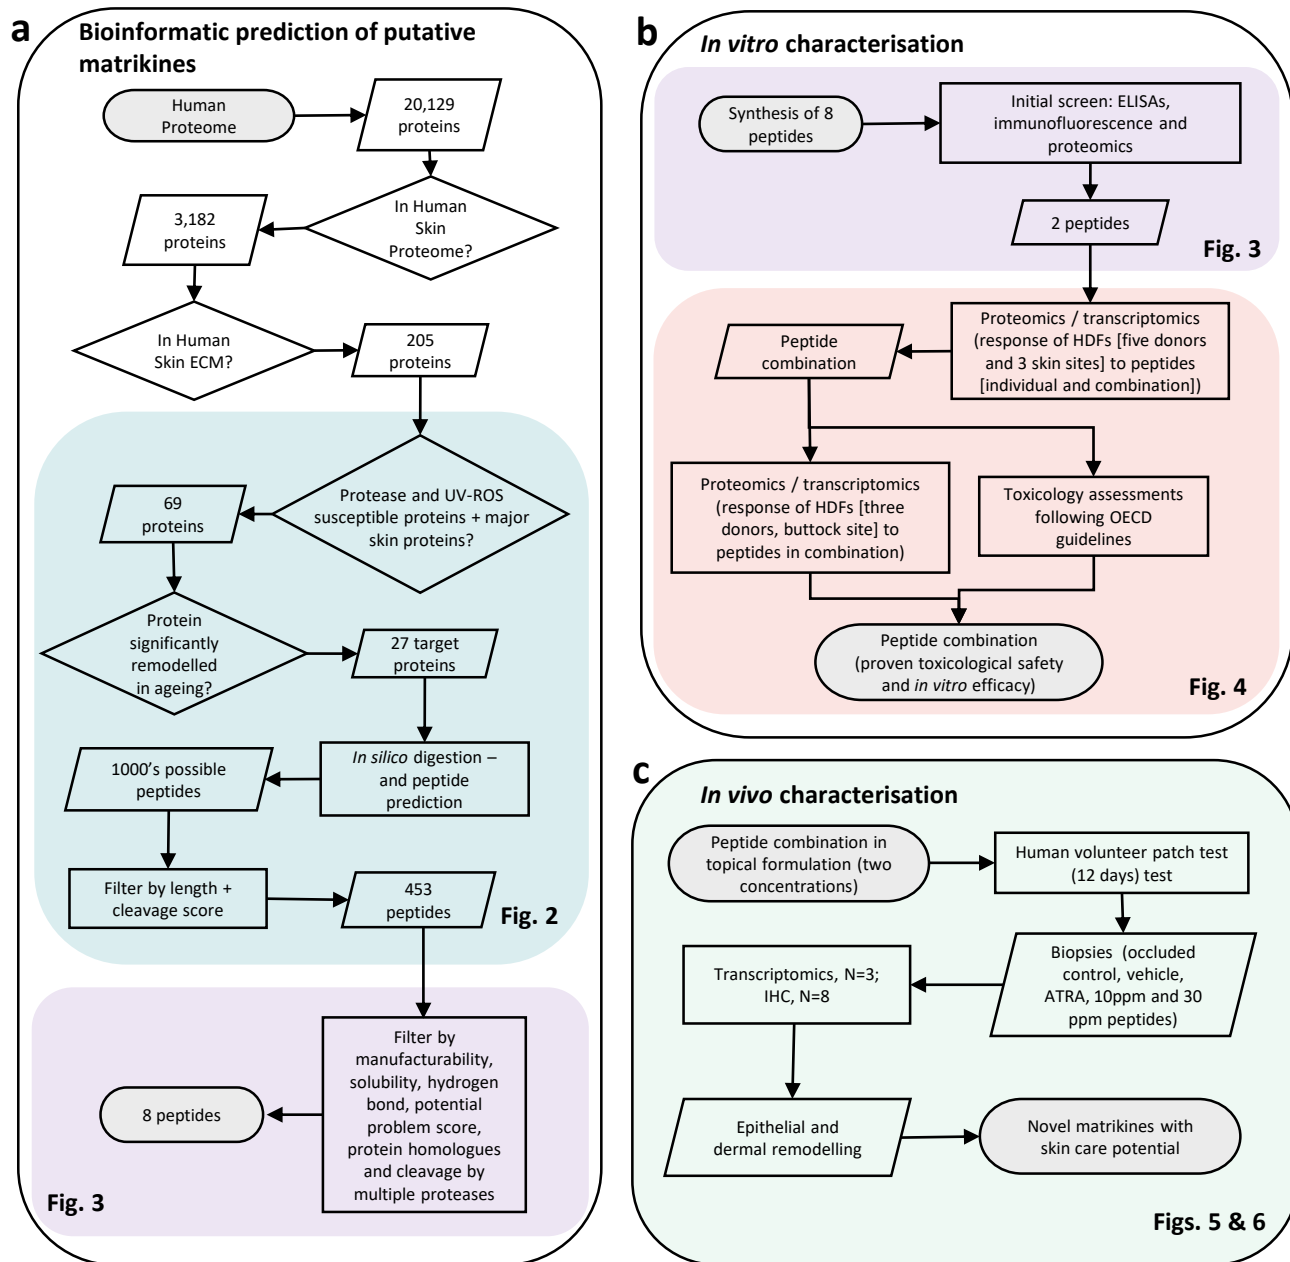 a
Bioinformatic prediction of putative
matrikines
Human
Proteome
20,129
proteins
In Human
Skin
Proteome?
3,182
proteins
In Human
Skin ECM?
205
proteins
Protease and UV-ROS
susceptible proteins + major
skin proteins?
69
proteins
Protein
significantly
remodelled
in ageing?
27 target
proteins
In silico digestion –
and peptide
prediction
1000's possible
peptides
Filter by length +
cleavage score
453
peptides
Fig. 2
Filter by
manufacturability,
solubility, hydrogen
bond, potential
problem score,
protein homologues
and cleavage by
multiple proteases
8 peptides
Fig. 3
b
In vitro characterisation
Synthesis of 8
peptides
Initial screen: ELISAs,
immunofluorescence and
proteomics
2 peptides
Fig. 3
Proteomics / transcriptomics
(response of HDFs [five donors
and 3 skin sites] to peptides
[individual and combination])
Peptide
combination
Proteomics / transcriptomics
(response of HDFs [three
donors, buttock site] to
peptides in combination)
Toxicology assessments
following OECD
guidelines
Peptide combination
(proven toxicological safety
and in vitro efficacy)
Fig. 4
c
In vivo characterisation
Peptide combination in
topical formulation (two
concentrations)
Human volunteer patch test
(12 days) test
Biopsies (occluded
control, vehicle,
ATRA, 10ppm and 30
ppm peptides)
Transcriptomics, N=3;
IHC, N=8
Epithelial and
dermal remodelling
Novel matrikines with
skin care potential
Figs. 5 & 6